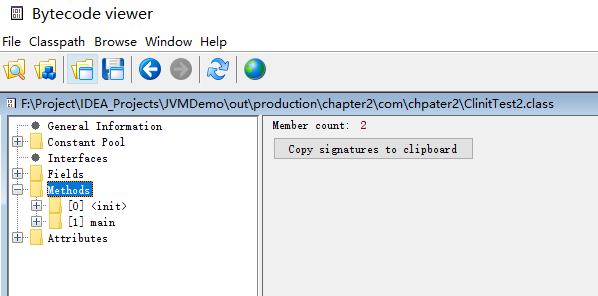 Bytecode viewer
File Classpath Browse Window Help
F:\Project\IDEA_Projects\JVMDemo\out\production\chapter2\com\chpater2\ClinitTest2.class
General Information
Constant Pool
Interfaces
Fields
Methods
[0] <init>
[1] main
Attributes
Member count: 2
Copy signatures to clipboard